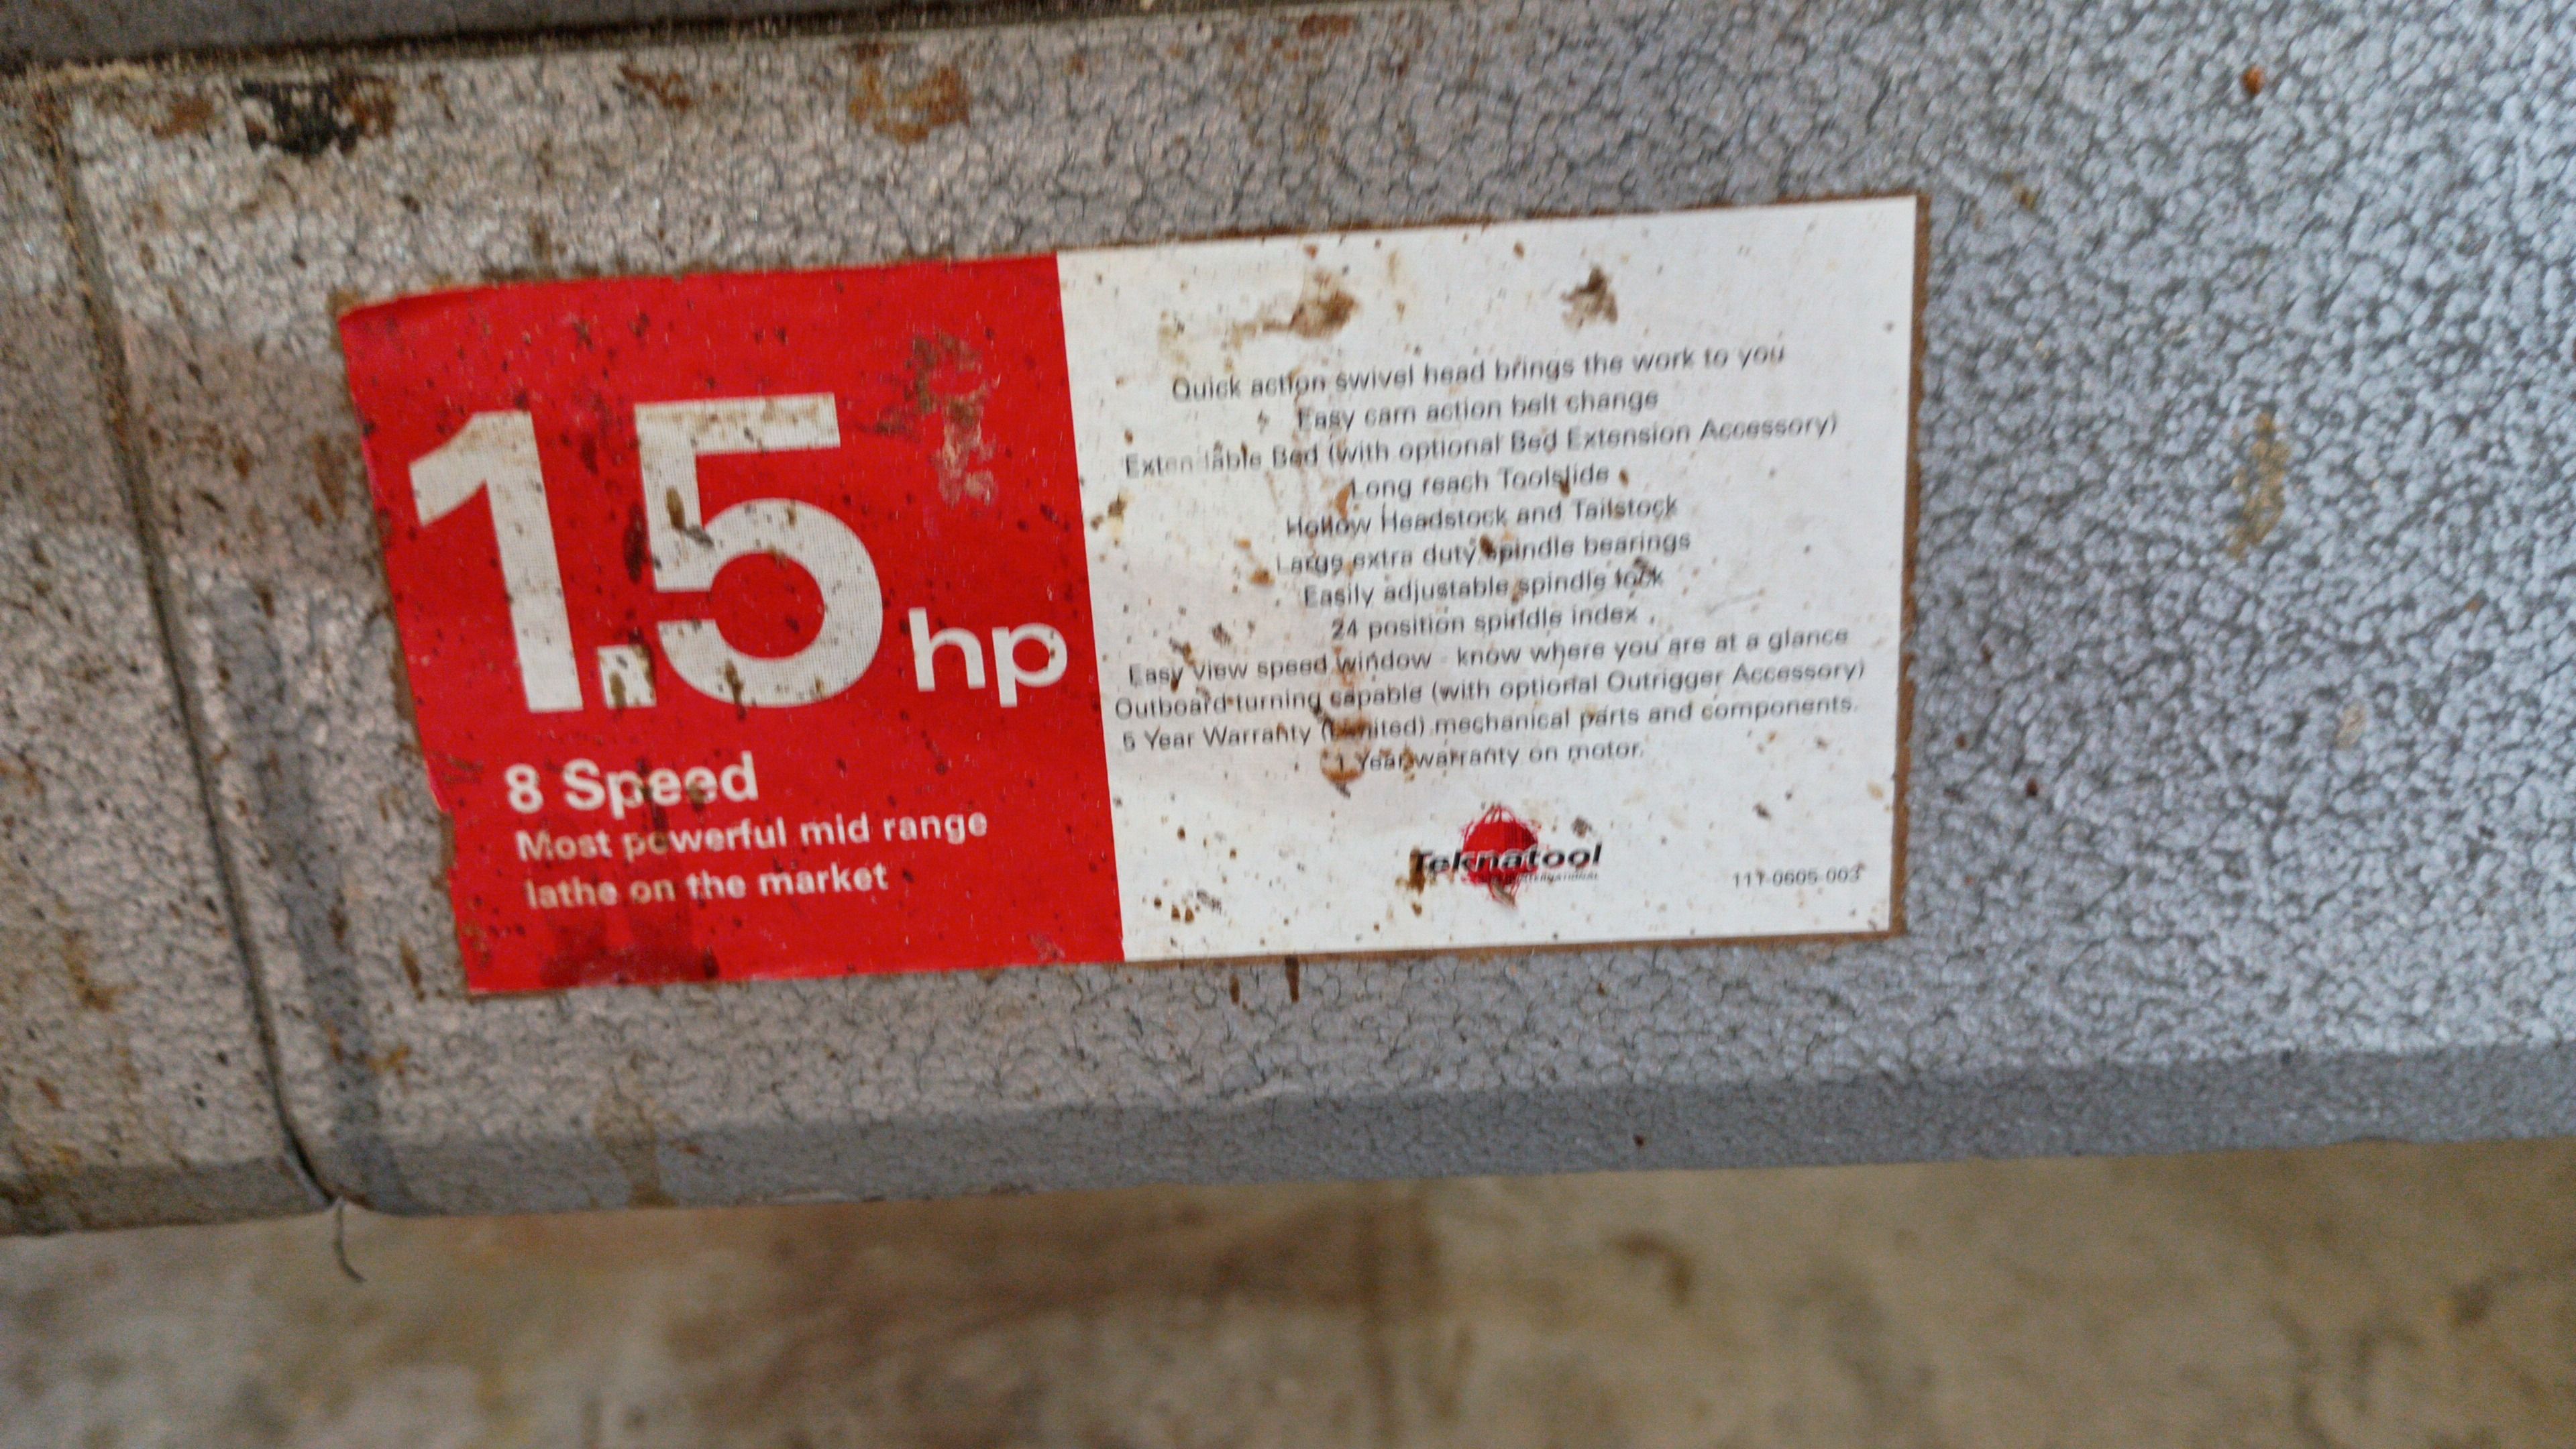 1.5 hp
8 Speed
Most powerful mid range
lathe on the market
Quick action swivel head brings the work to you
Easy cam action belt change
Extendable Bed (with optional Bed Extension Accessory)
Long reach Toolslide
Hollow Headstock and Tailstock
Large extra duty spindle bearings
Easily adjustable spindle lock
24 position spindle index
Easy view speed window - know where you are at a glance
Outboard turning capable (with optional Outrigger Accessory)
5 Year Warranty (Limited) mechanical parts and components.
1 Year warranty on motor.
Teknatool
111-0605-003